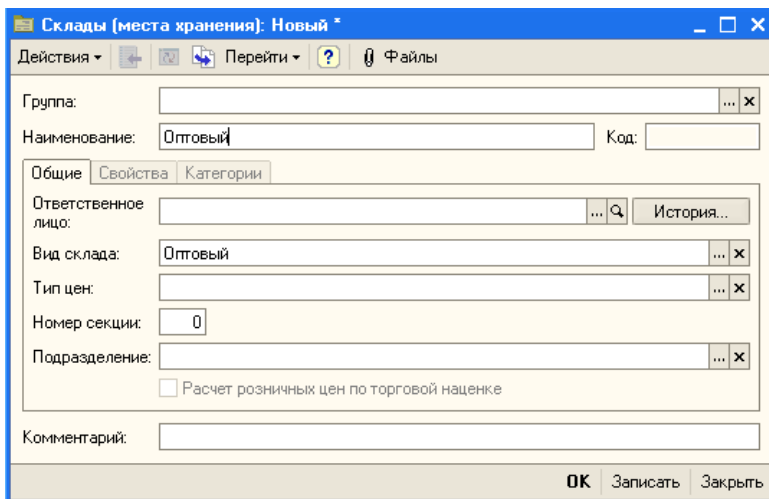 Склады (места хранения): Новый *
Действия Перейти ? Файлы
Группа: ... x
Наименование: Оптовый Код:
Общие Свойства Категории
Ответственное лицо: ... История...
Вид склада: Оптовый ... x
Тип цен: ... x
Номер секции: 0
Подразделение: ... x
Расчет розничных цен по торговой наценке
Комментарий:
OK Записать Закрыть